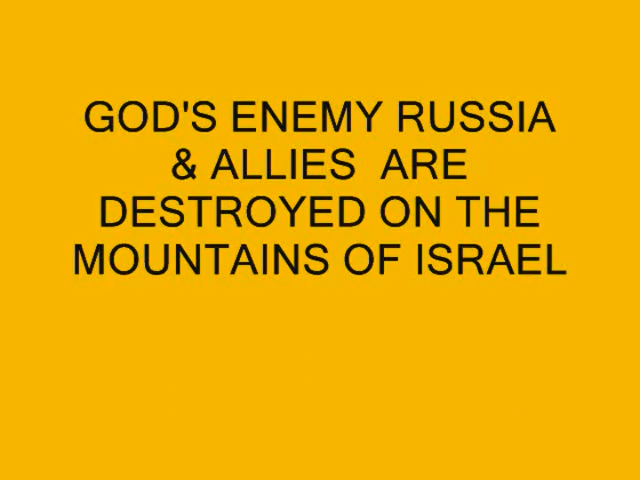 GOD'S ENEMY RUSSIA
& ALLIES  ARE
DESTROYED ON THE
MOUNTAINS OF ISRAEL